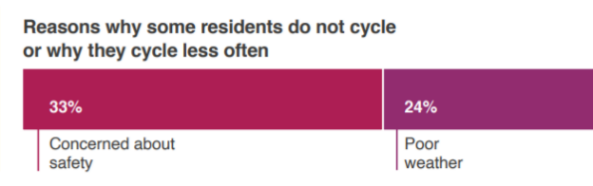 Reasons why some residents do not cycle
or why they cycle less often
33%
24%
Concerned about
safety
Poor
weather